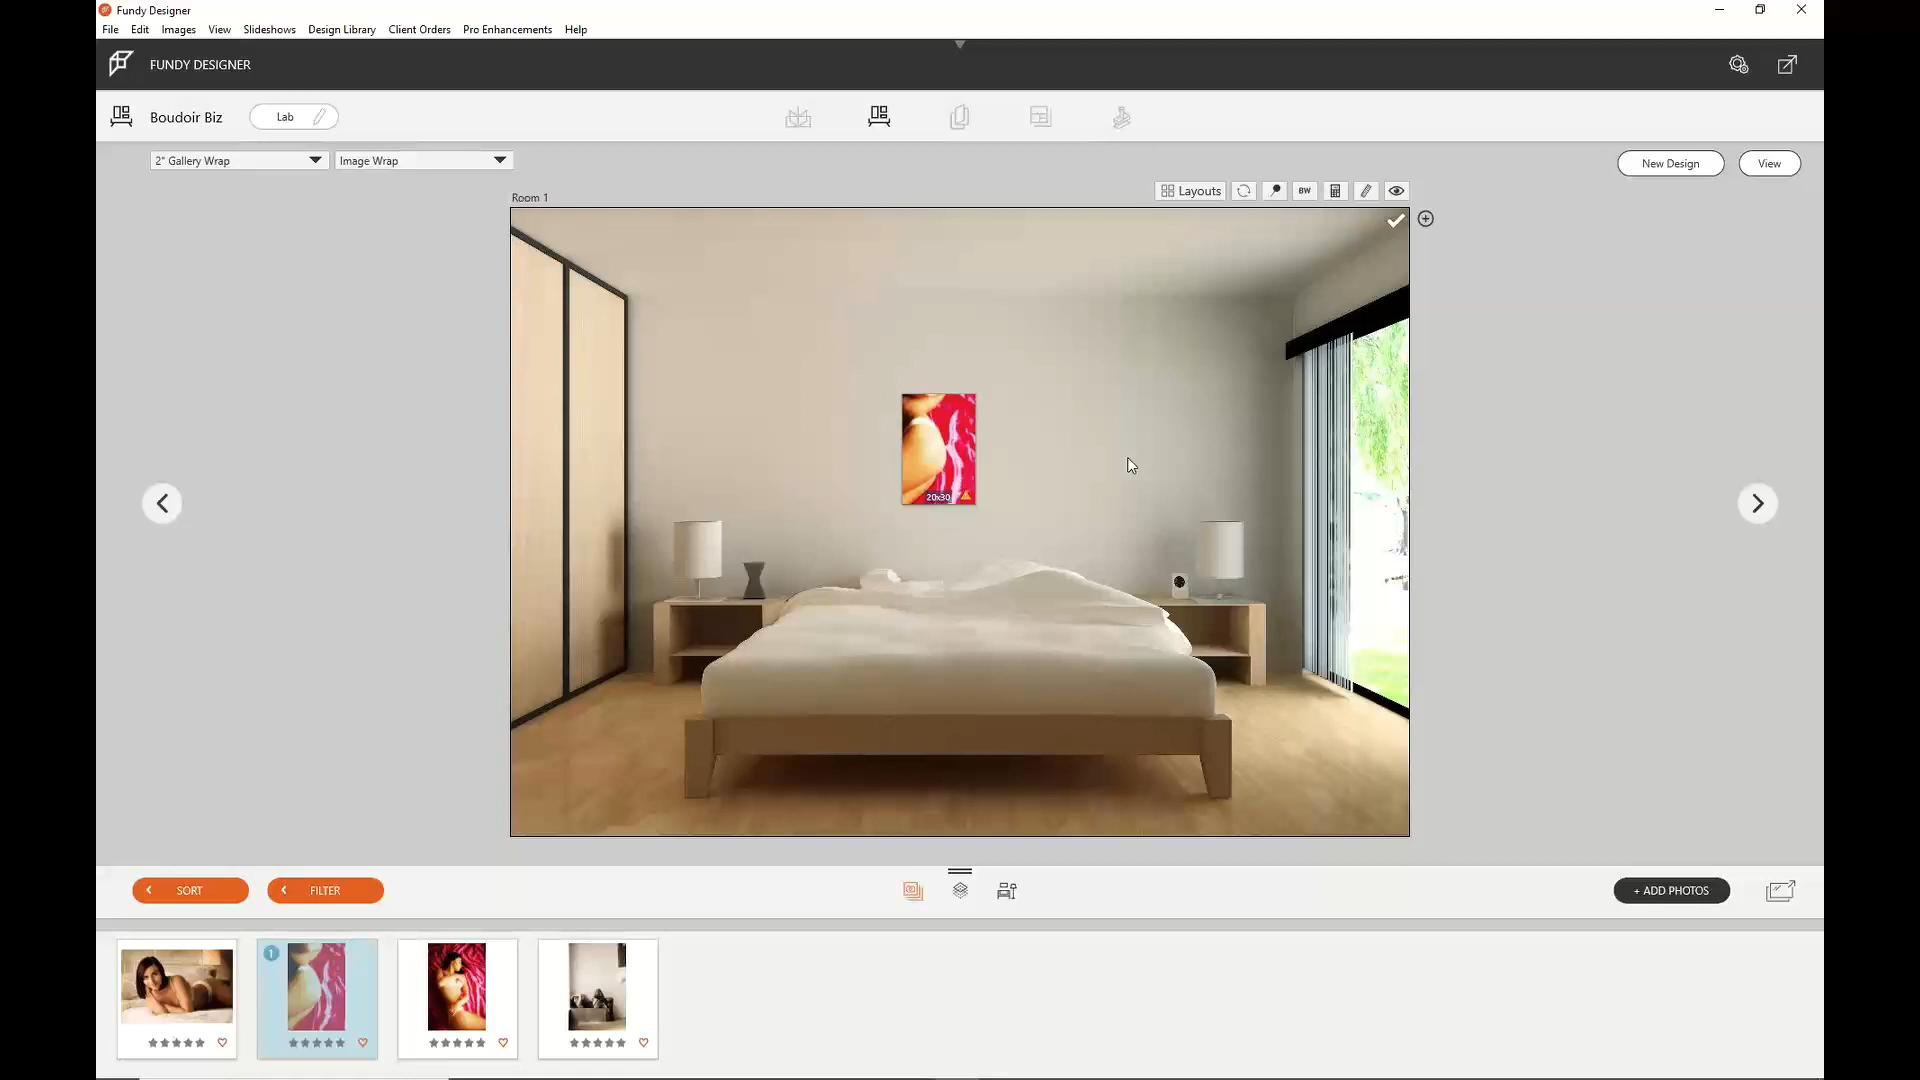 Fundy Designer
File Edit Images View Slideshows Design Library Client Orders Pro Enhancements Help
FUNDY DESIGNER
Boudoir Biz Lab
2" Gallery Wrap Image Wrap New Design View
Layouts BW
Room 1
20x30
SORT FILTER + ADD PHOTOS
1